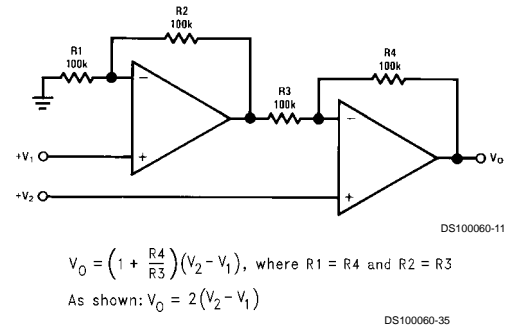 R2
100k
R1
100k
R4
100k
R3
100k
−
+
−
+
+V₁
+V₂
V₀
DS100060-11
V₀ = (1 + R4/R3)(V₂ − V₁), where R1 = R4 and R2 = R3
As shown: V₀ = 2(V₂ − V₁)
DS100060-35